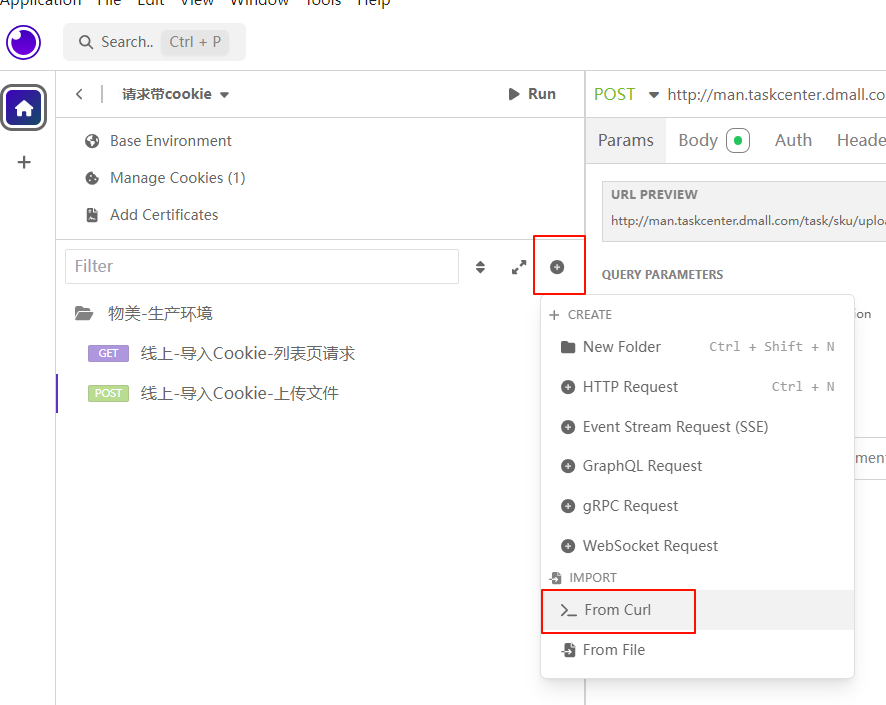 Application File Edit View Window Tools Help
Search.. Ctrl + P
请求带cookie
Run
Base Environment
Manage Cookies (1)
Add Certificates
Filter
物美-生产环境
GET 线上-导入Cookie-列表页请求
POST 线上-导入Cookie-上传文件
POST http://man.taskcenter.dmall.co
Params Body Auth Heade
URL PREVIEW
http://man.taskcenter.dmall.com/task/sku/uploa
QUERY PARAMETERS
ion
ment
CREATE
New Folder Ctrl + Shift + N
HTTP Request Ctrl + N
Event Stream Request (SSE)
GraphQL Request
gRPC Request
WebSocket Request
IMPORT
From Curl
From File